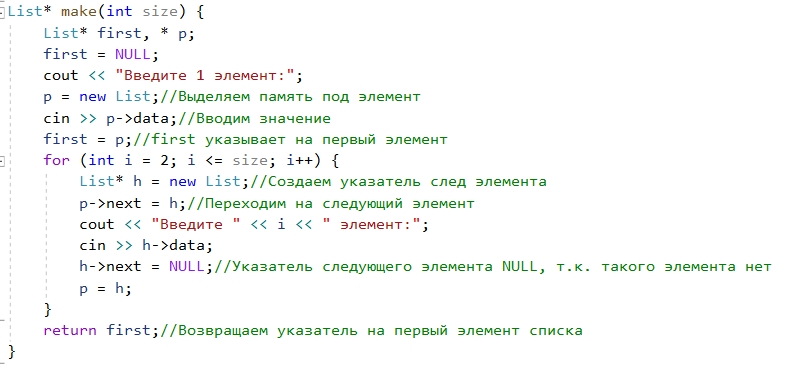 List* make(int size) {
List* first, * p;
first = NULL;
cout << "Введите 1 элемент:";
p = new List;//Выделяем память под элемент
cin >> p->data;//Вводим значение
first = p;//first указывает на первый элемент
for (int i = 2; i <= size; i++) {
List* h = new List;//Создаем указатель след элемента
p->next = h;//Переходим на следующий элемент
cout << "Введите " << i << " элемент:";
cin >> h->data;
h->next = NULL;//Указатель следующего элемента NULL, т.к. такого элемента нет
p = h;
}
return first;//Возвращаем указатель на первый элемент списка
}